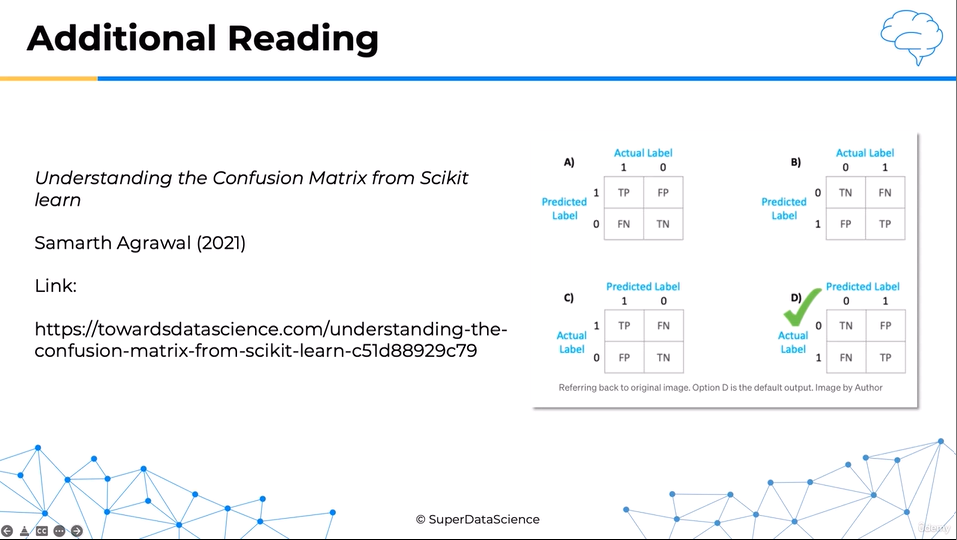 Additional Reading
Understanding the Confusion Matrix from Scikit
learn
Samarth Agrawal (2021)
Link:
https://towardsdatascience.com/understanding-the-
confusion-matrix-from-scikit-learn-c51d88929c79
A)
Actual Label
1 0
Predicted
Label
1 TP FP
0 FN TN
B)
Actual Label
0 1
Predicted
Label
0 TN FN
1 FP TP
C)
Predicted Label
1 0
Actual
Label
1 TP FN
0 FP TN
D)
Predicted Label
0 1
Actual
Label
0 TN FP
1 FN TP
Referring back to original image. Option D is the default output. Image by Author
© SuperDataScience
CC
Udemy